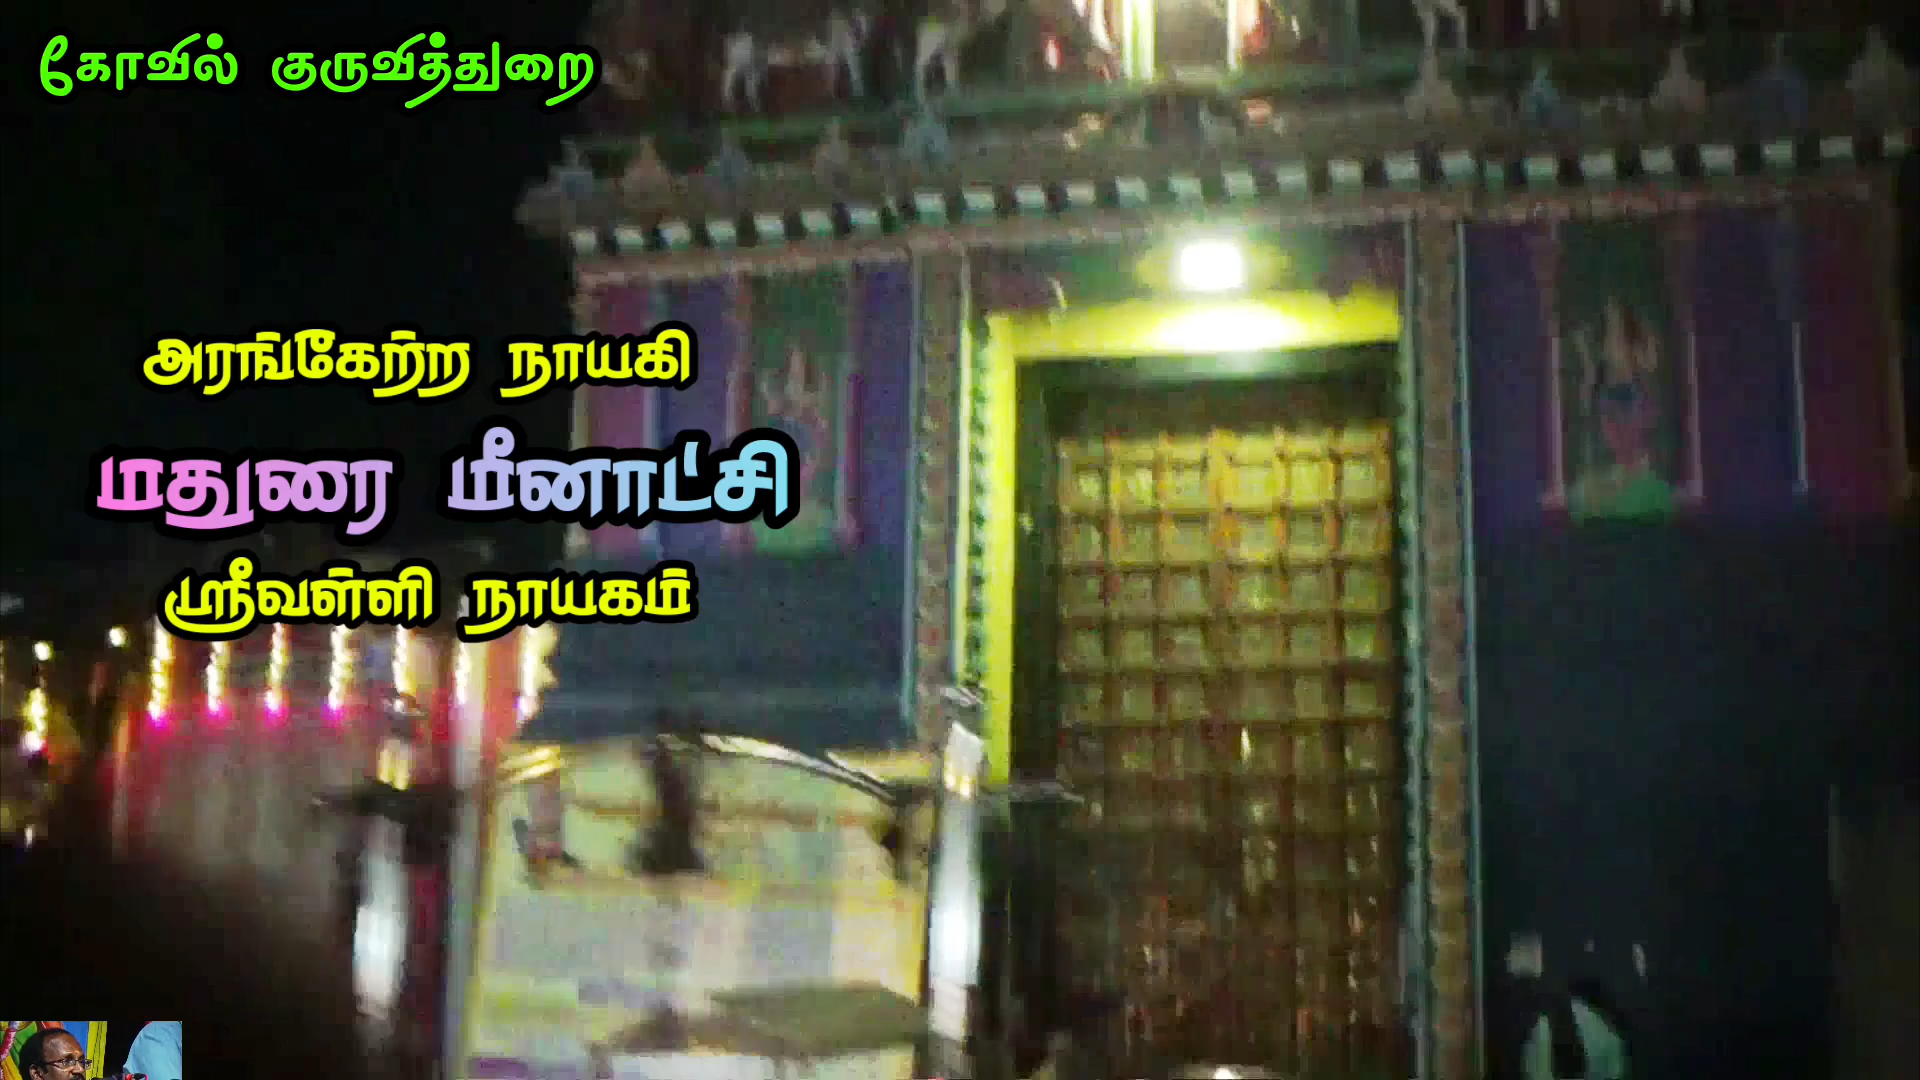 கோவில் குருவித்துறை
அரங்கேற்ற நாயகி
மதுரை மீனாட்சி
ஸ்ரீவள்ளி நாயகம்